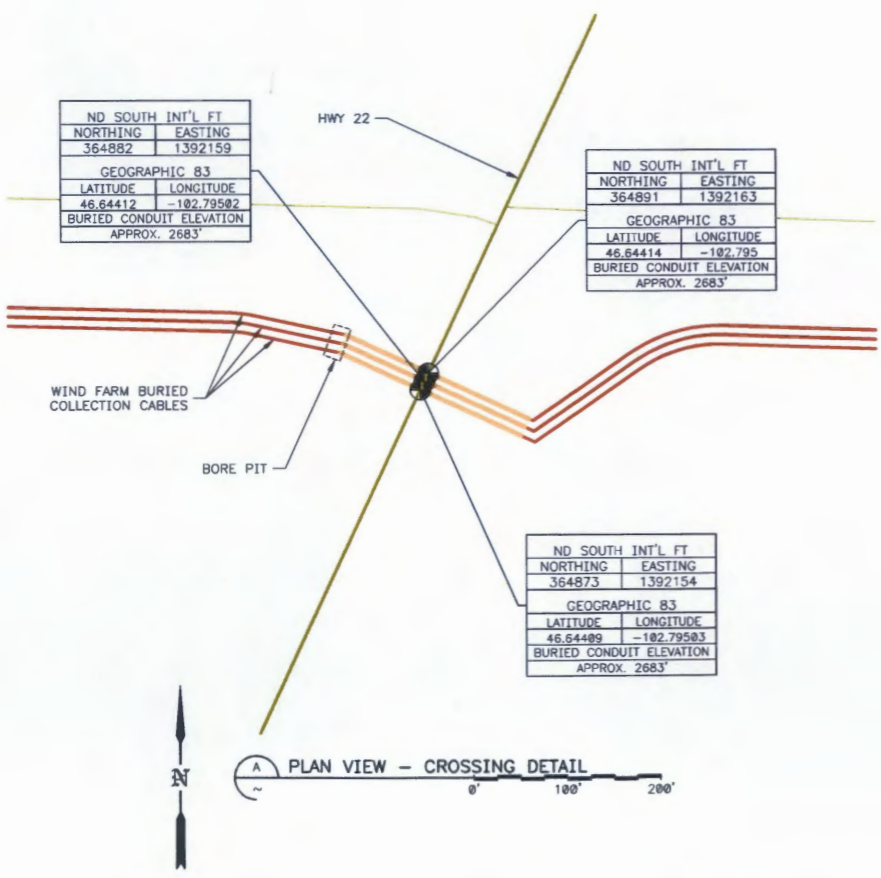 HWY 22
ND SOUTH INT'L FT
NORTHING EASTING
364882 1392159
GEOGRAPHIC 83
LATITUDE LONGITUDE
46.64412 -102.79502
BURIED CONDUIT ELEVATION
APPROX. 2683'
ND SOUTH INT'L FT
NORTHING EASTING
364891 1392163
GEOGRAPHIC 83
LATITUDE LONGITUDE
46.64414 -102.795
BURIED CONDUIT ELEVATION
APPROX. 2683'
WIND FARM BURIED
COLLECTION CABLES
BORE PIT
ND SOUTH INT'L FT
NORTHING EASTING
364873 1392154
GEOGRAPHIC 83
LATITUDE LONGITUDE
46.64409 -102.79503
BURIED CONDUIT ELEVATION
APPROX. 2683'
N
A PLAN VIEW - CROSSING DETAIL
~
0' 100' 200'